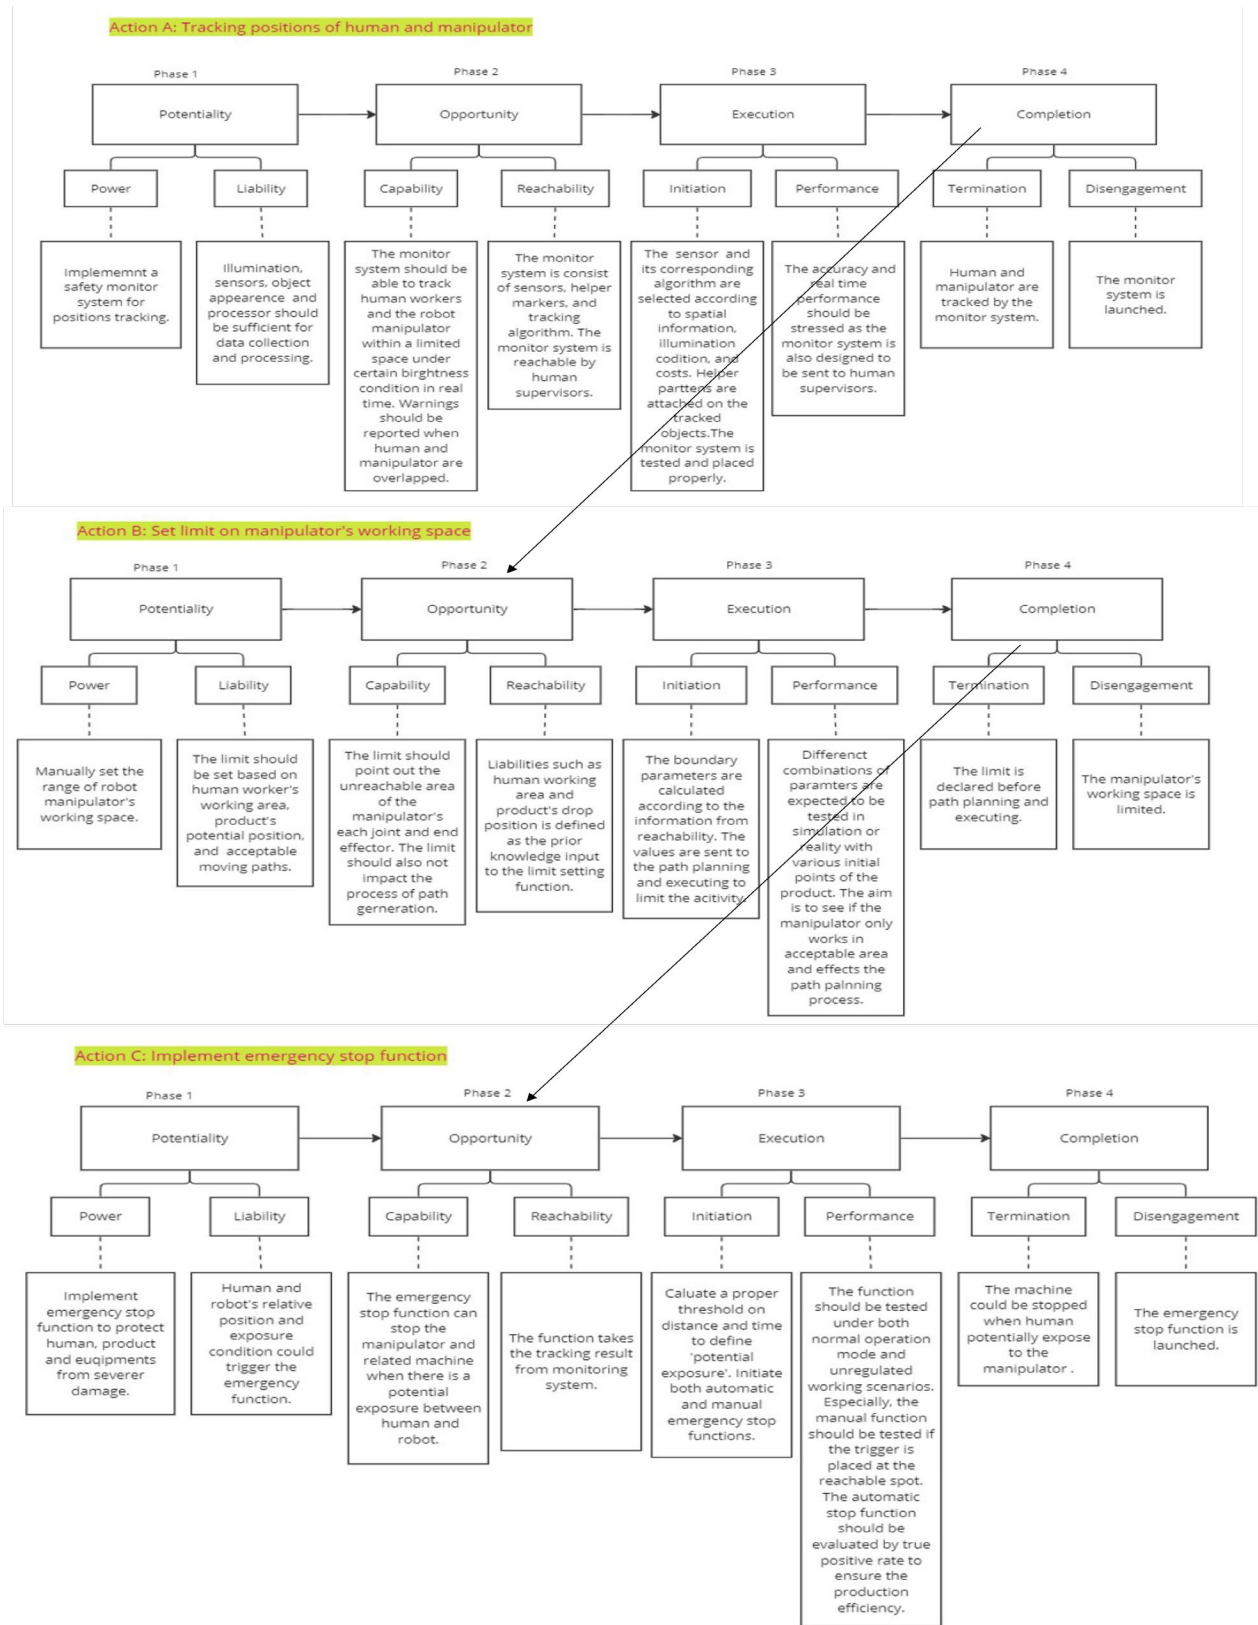 Action A: Tracking positions of human and manipulator
Phase 1
Phase 2
Phase 3
Phase 4
Potentiality
Opportunity
Execution
Completion
Power
Liability
Capability
Reachability
Initiation
Performance
Termination
Disengagement
Implememnt a
safety monitor
system for
positions tracking.
Illumination,
sensors, object
appearence and
processor should
be sufficient for
data collection
and processing.
The monitor
system should be
able to track
human workers
and the robot
manipulator
within a limited
space under
certain birghtness
condition in real
time. Warnings
should be
reported when
human and
manipulator are
overlapped.
The monitor
system is consist
of sensors, helper
markers, and
tracking
algorithm. The
monitor system is
reachable by
human
supervisors.
The sensor and
its corresponding
algorithm are
selected according
to spatial
information,
illumination
codition, and
costs. Helper
parttens are
attached on the
tracked
objects.The
monitor system is
tested and placed
properly.
The accuracy and
real time
performance
should be
stressed as the
monitor system is
also designed to
be sent to human
supervisors.
Human and
manipulator are
tracked by the
monitor system.
The monitor
system is
launched.
Action B: Set limit on manipulator's working space
Phase 1
Phase 2
Phase 3
Phase 4
Potentiality
Opportunity
Execution
Completion
Power
Liability
Capability
Reachability
Initiation
Performance
Termination
Disengagement
Manually set the
range of robot
manipulator's
working space.
The limit should
be set based on
human worker's
working area,
product's
potential position,
and acceptable
moving paths.
The limit should
point out the
unreachable area
of the
manipulator's
each joint and end
effector. The limit
should also not
impact the
process of path
gerneration.
Liabilities such as
human working
area and
product's drop
position is defined
as the prior
knowledge input
to the limit setting
function.
The boundary
parameters are
calculated
according to the
information from
reachability. The
values are sent to
the path planning
and executing to
limit the acitivity.
Differenct
combinations of
paramters are
expected to be
tested in
simulation or
reality with
various initial
points of the
product. The aim
is to see if the
manipulator only
works in
acceptable area
and effects the
path palnning
process.
The limit is
declared before
path planning and
executing.
The manipulator's
working space is
limited.
Action C: Implement emergency stop function
Phase 1
Phase 2
Phase 3
Phase 4
Potentiality
Opportunity
Execution
Completion
Power
Liability
Capability
Reachability
Initiation
Performance
Termination
Disengagement
Implement
emergency stop
function to protect
human, product
and euqipments
from severer
damage.
Human and
robot's relative
position and
exposure
condition could
trigger the
emergency
function.
The emergency
stop function can
stop the
manipulator and
related machine
when there is a
potential
exposure between
human and
robot.
The function takes
the tracking result
from monitoring
system.
Caluate a proper
threshold on
distance and time
to define
'potential
exposure'. Initiate
both automatic
and manual
emergency stop
functions.
The function
should be tested
under both
normal operation
mode and
unregulated
working scenarios.
Especially, the
manual function
should be tested if
the trigger is
placed at the
reachable spot.
The automatic
stop function
should be
evaluated by true
positive rate to
ensure the
production
efficiency.
The machine
could be stopped
when human
potentially expose
to the
manipulator .
The emergency
stop function is
launched.